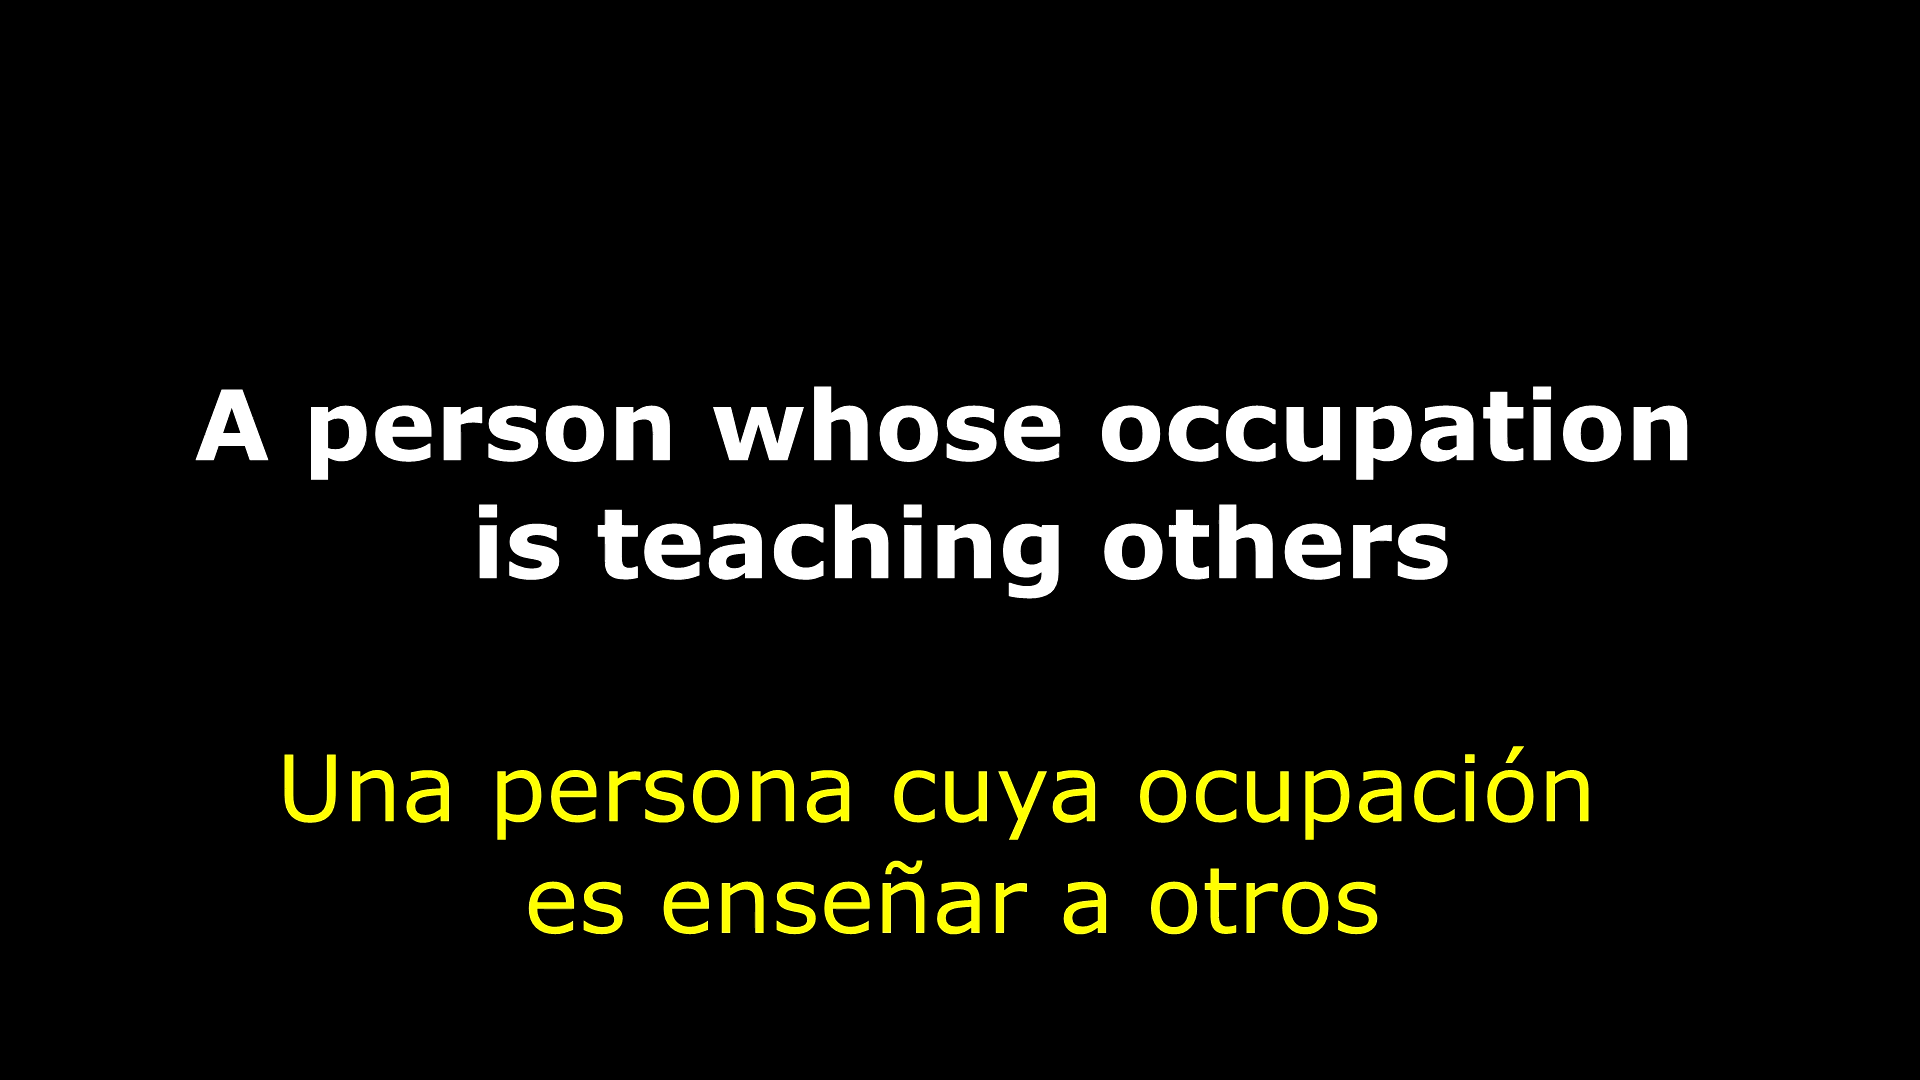 A person whose occupation
is teaching others
Una persona cuya ocupación
es enseñar a otros